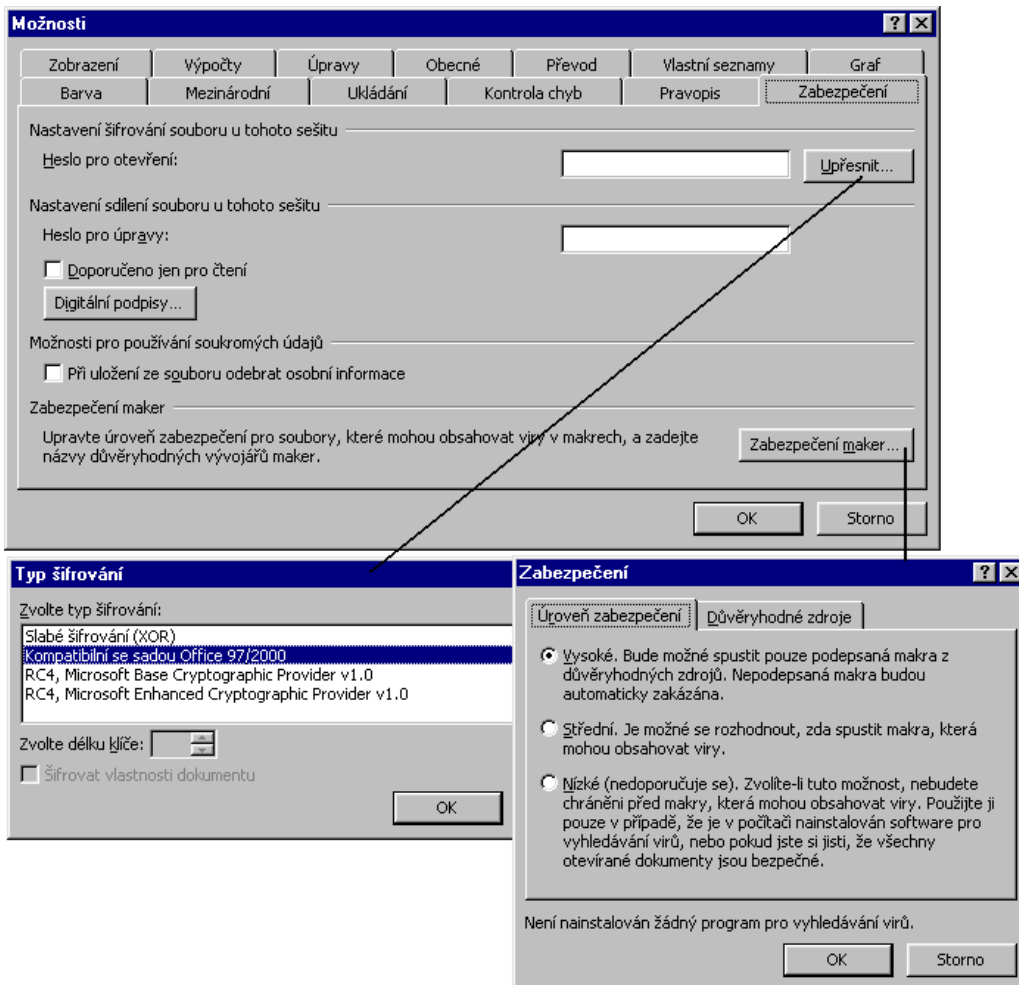 Možnosti
Zobrazení Výpočty Úpravy Obecné Převod Vlastní seznamy Graf
Barva Mezinárodní Ukládání Kontrola chyb Pravopis Zabezpečení
Nastavení šifrování souboru u tohoto sešitu
Heslo pro otevření:
Upřesnit...
Nastavení sdílení souboru u tohoto sešitu
Heslo pro úpravy:
Doporučeno jen pro čtení
Digitální podpisy...
Možnosti pro používání soukromých údajů
Při uložení ze souboru odebrat osobní informace
Zabezpečení maker
Upravte úroveň zabezpečení pro soubory, které mohou obsahovat viry v makrech, a zadejte
názvy důvěryhodných vývojářů maker.
Zabezpečení maker...
OK Storno
Typ šifrování
Zvolte typ šifrování:
Slabé šifrování (XOR)
Kompatibilní se sadou Office 97/2000
RC4, Microsoft Base Cryptographic Provider v1.0
RC4, Microsoft Enhanced Cryptographic Provider v1.0
Zvolte délku klíče:
Šifrovat vlastnosti dokumentu
OK
Zabezpečení
Úroveň zabezpečení Důvěryhodné zdroje
Vysoké. Bude možné spustit pouze podepsaná makra z
důvěryhodných zdrojů. Nepodepsaná makra budou
automaticky zakázána.
Střední. Je možné se rozhodnout, zda spustit makra, která
mohou obsahovat viry.
Nízké (nedoporučuje se). Zvolíte-li tuto možnost, nebudete
chráněni před makry, která mohou obsahovat viry. Použijte ji
pouze v případě, že je v počítači nainstalován software pro
vyhledávání virů, nebo pokud jste si jisti, že všechny
otevírané dokumenty jsou bezpečné.
Není nainstalován žádný program pro vyhledávání virů.
OK Storno